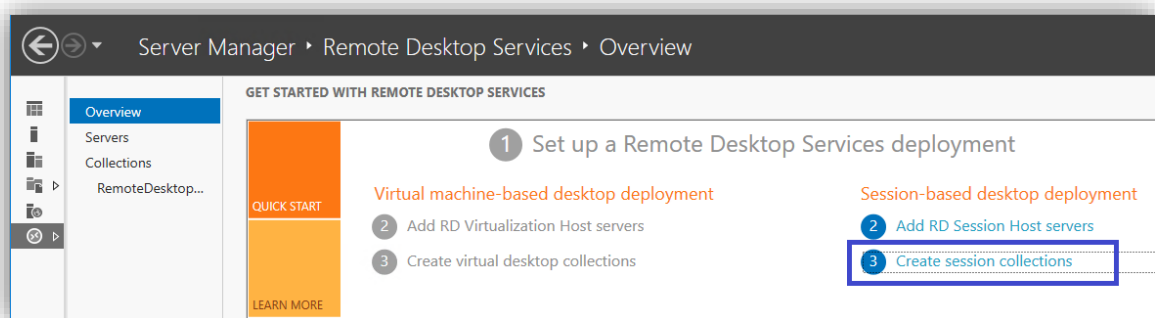 Server Manager ‣ Remote Desktop Services ‣ Overview
GET STARTED WITH REMOTE DESKTOP SERVICES
Overview
Servers
Collections
RemoteDesktop...
QUICK START
LEARN MORE
1 Set up a Remote Desktop Services deployment
Virtual machine-based desktop deployment
2 Add RD Virtualization Host servers
3 Create virtual desktop collections
Session-based desktop deployment
2 Add RD Session Host servers
3 Create session collections